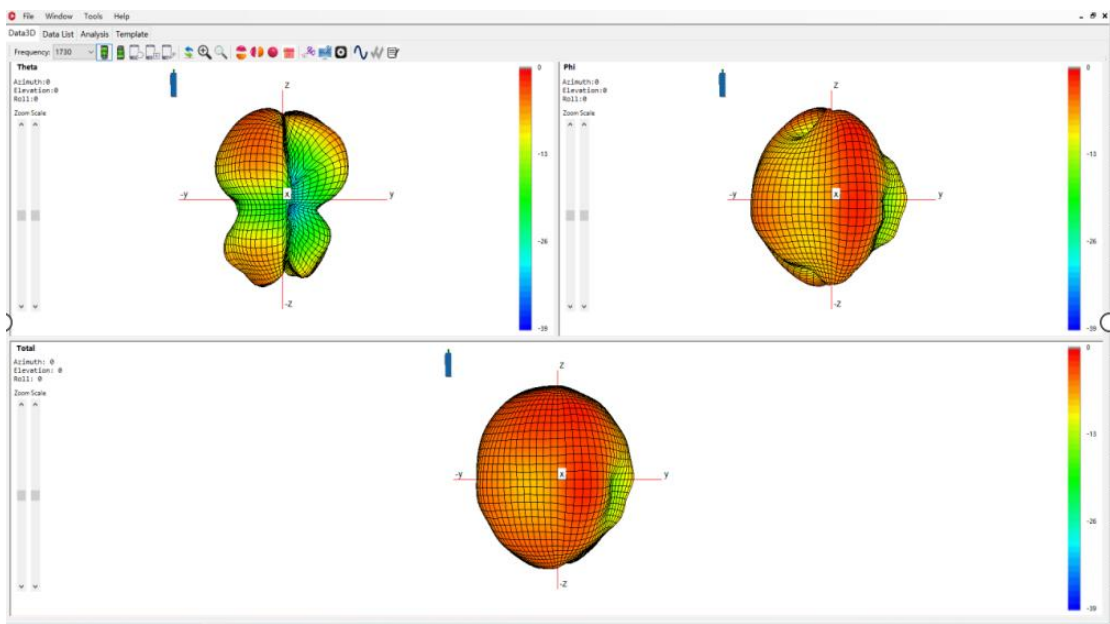 File Window Tools Help
Data3D Data List Analysis Template
Frequency: 1730
Theta
Azimuth:0
Elevation:0
Roll:0
Zoom Scale
Z
-y
x
y
-Z
0
-13
-26
-39
Phi
Azimuth:0
Elevation:0
Roll:0
Zoom Scale
Z
-y
x
y
-Z
0
-13
-26
-39
Total
Azimuth: 0
Elevation: 0
Roll: 0
Zoom Scale
Z
-y
x
y
-Z
0
-13
-26
-39